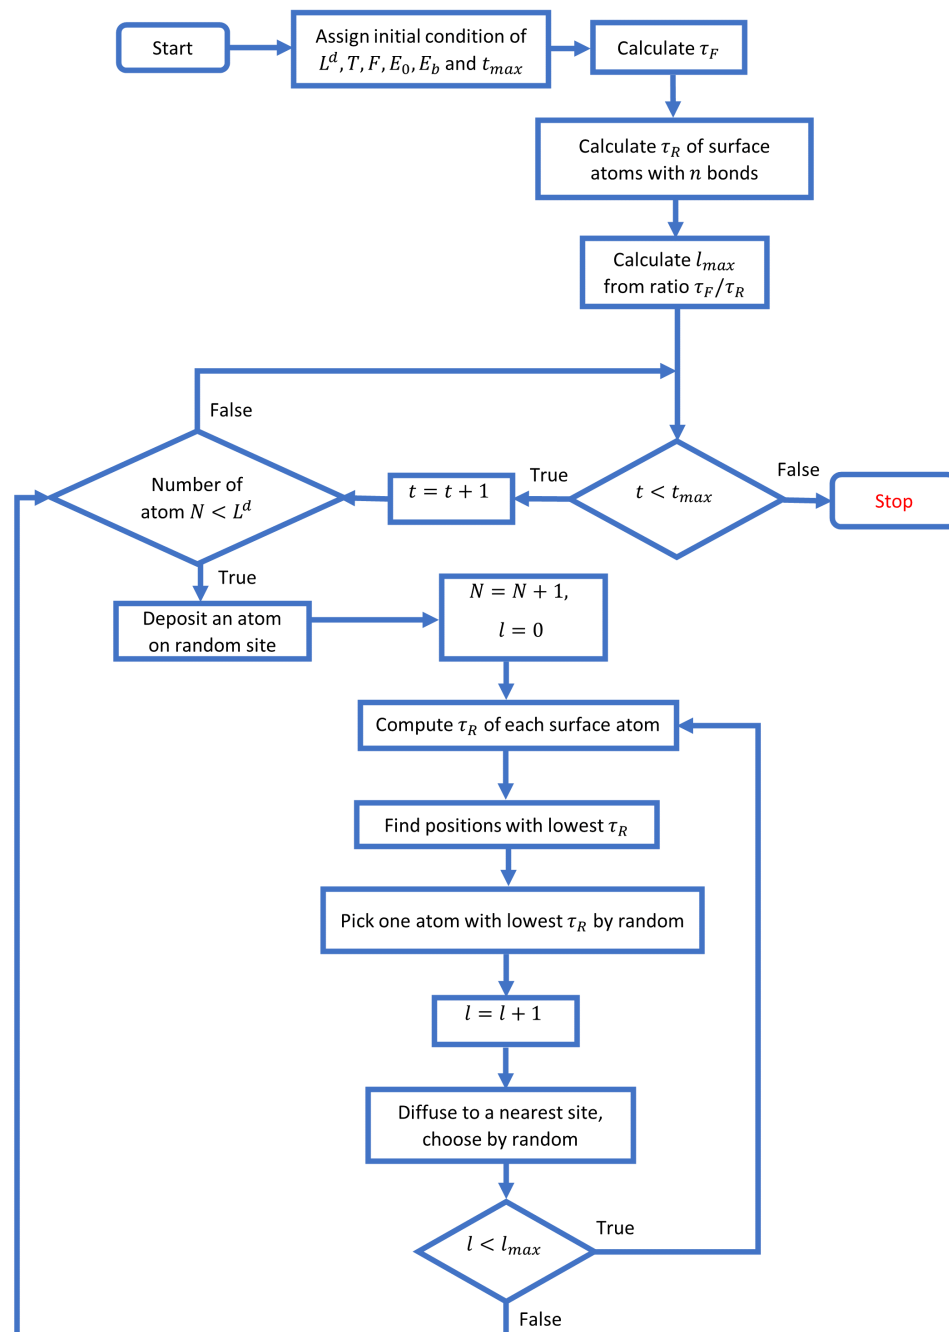 Start
Assign initial condition of
L^d, T, F, E_0, E_b and t_max
Calculate τ_F
Calculate τ_R of surface
atoms with n bonds
Calculate l_max
from ratio τ_F/τ_R
False
Number of
atom N < L^d
t = t + 1
True
t < t_max
False
Stop
True
Deposit an atom
on random site
N = N + 1,
l = 0
Compute τ_R of each surface atom
Find positions with lowest τ_R
Pick one atom with lowest τ_R by random
l = l + 1
Diffuse to a nearest site,
choose by random
l < l_max
True
False